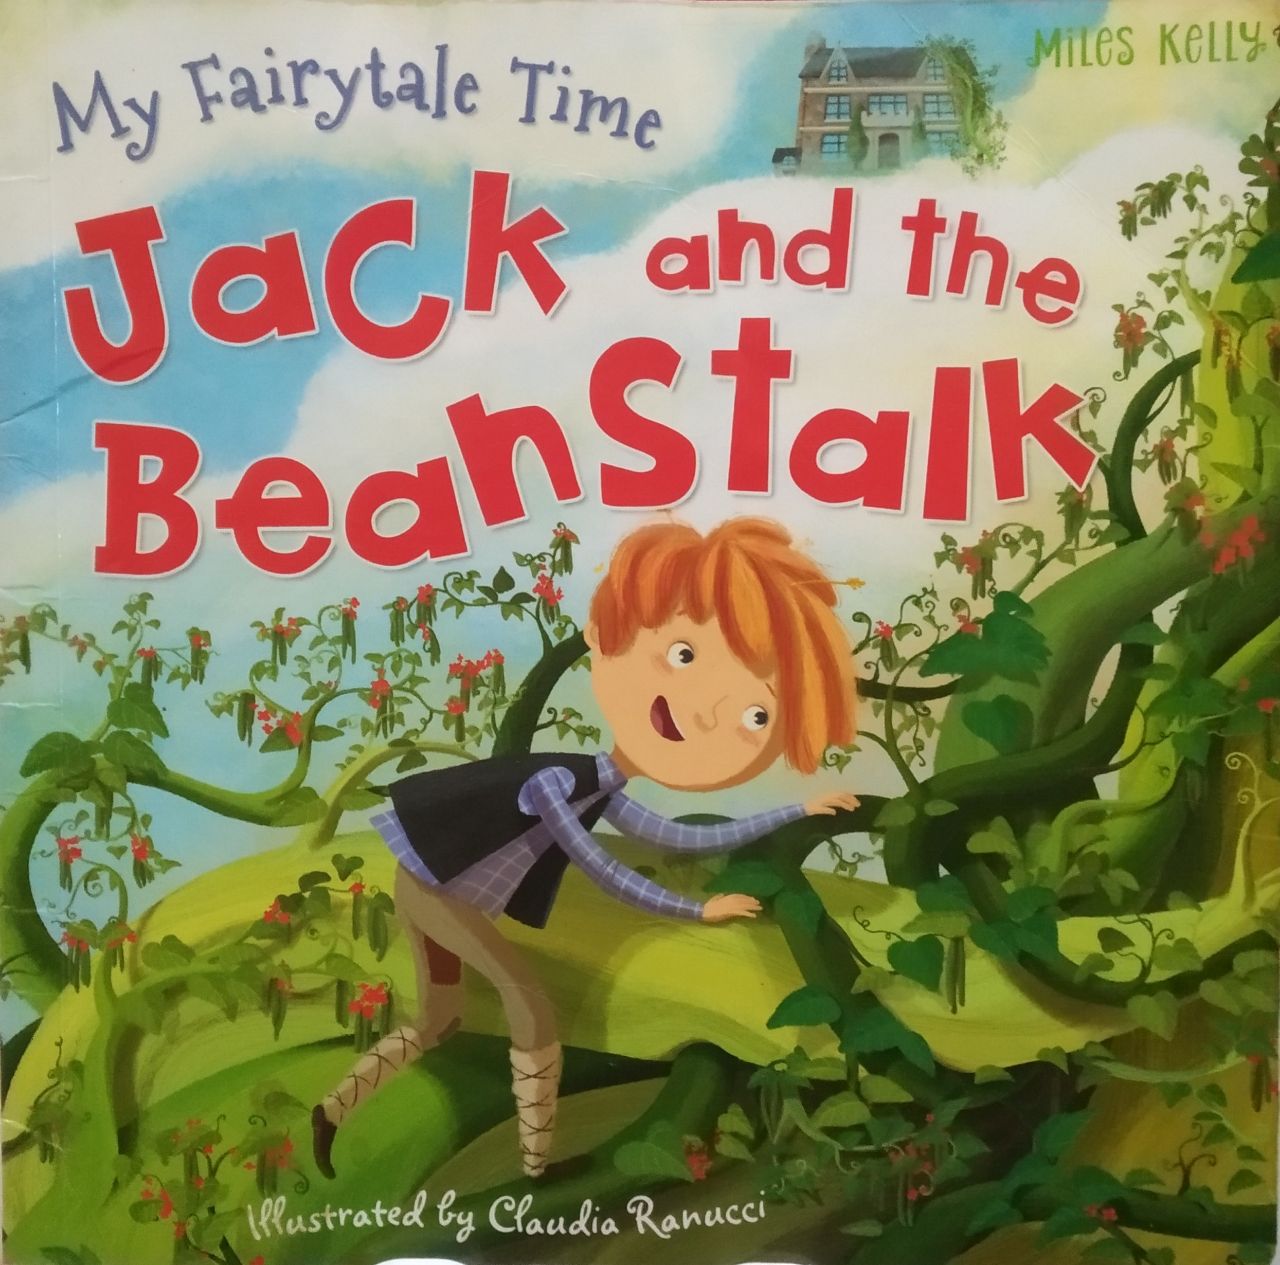 My Fairytale Time
MILES KELLY
Jack and the
Beanstalk
Illustrated by Claudia Ranucci